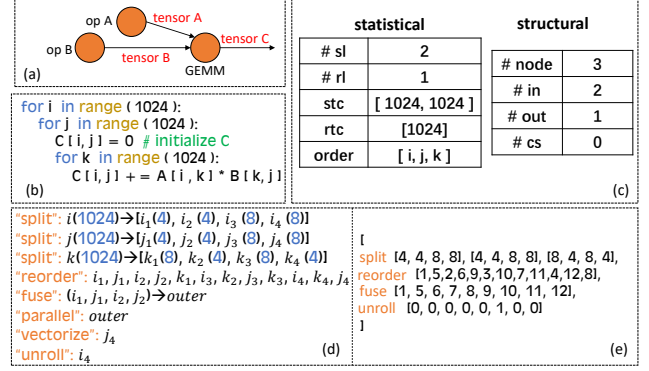 op A
tensor A
op B
tensor B
GEMM
tensor C
(a)
for i in range ( 1024 ):
for j in range ( 1024 ):
C [ i, j ] = 0 # initialize C
for k in range ( 1024 ):
C [ i, j ] + = A [ i , k ] * B [ k, j ]
(b)
statistical
# sl 2
# rl 1
stc [ 1024, 1024 ]
rtc [1024]
order [ i, j, k ]
structural
# node 3
# in 2
# out 1
# cs 0
(c)
"split": i(1024)→[i₁(4), i₂ (4), i₃ (8), i₄ (8)]
"split": j(1024)→[j₁(4), j₂ (4), j₃ (8), j₄ (8)]
"split": k(1024)→[k₁(8), k₂ (4), k₃ (8), k₄ (4)]
"reorder": i₁, j₁, i₂, j₂, k₁, i₃, k₂, j₃, k₃, i₄, k₄, j₄
"fuse": (i₁, j₁, i₂, j₂)→outer
"parallel": outer
"vectorize": j₄
"unroll": i₄
(d)
[
split [4, 4, 8, 8], [4, 4, 8, 8], [8, 4, 8, 4],
reorder [1,5,2,6,9,3,10,7,11,4,12,8],
fuse [1, 5, 6, 7, 8, 9, 10, 11, 12],
unroll [0, 0, 0, 0, 0, 1, 0, 0]
]
(e)